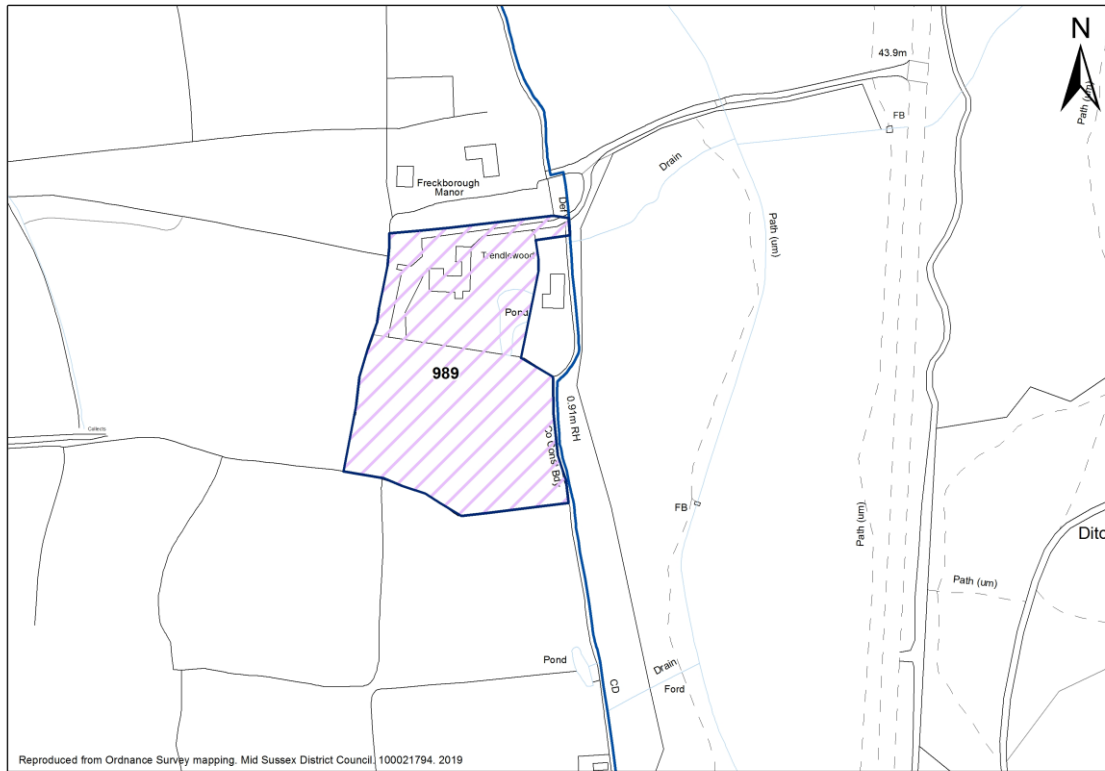 N
43.9m
Path (um)
FB
Drain
Freckborough
Manor
Def
Path (um)
Trendlewood
Pond
989
0.91m RH
Co Const Bdy
Collects
FB
Path (um)
Ditc
Path (um)
Pond
Drain
CD
Ford
Reproduced from Ordnance Survey mapping. Mid Sussex District Council. 100021794. 2019